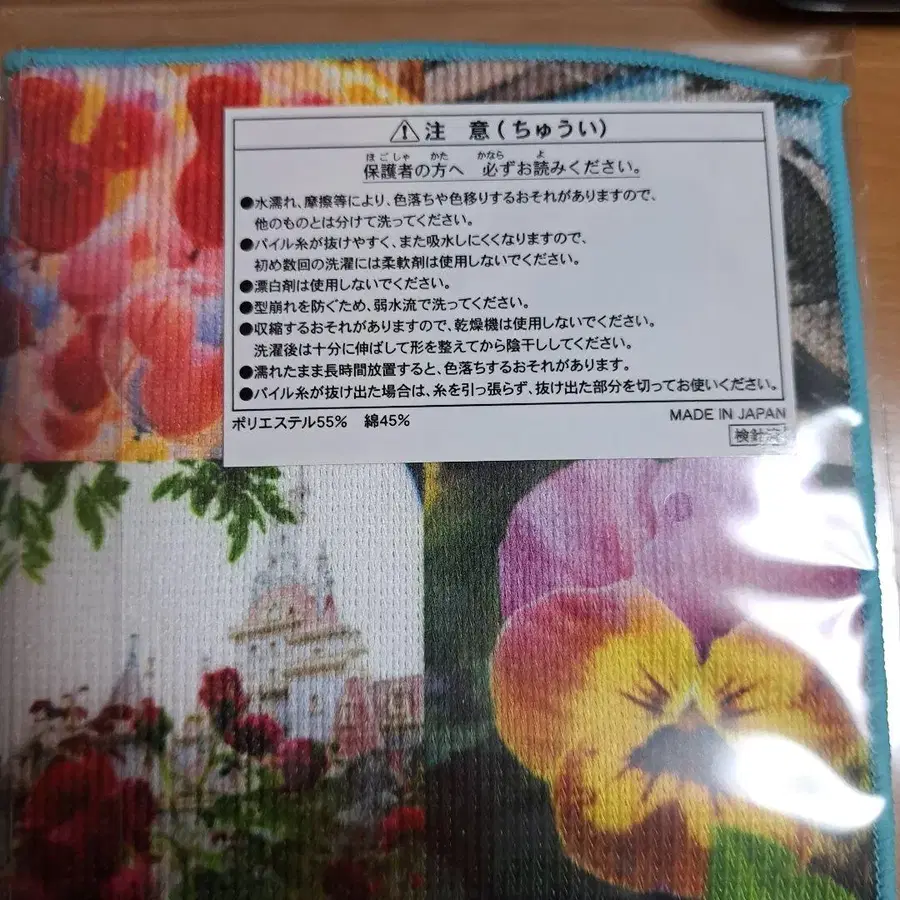 ⚠注　意(ちゅうい)
保護者の方へ　必ずお読みください。
●水濡れ、摩擦等により、色落ちや色移りするおそれがありますので、
他のものとは分けて洗ってください。
●パイル糸が抜けやすく、また吸水しにくくなりますので、
初め数回の洗濯には柔軟剤は使用しないでください。
●漂白剤は使用しないでください。
●型崩れを防ぐため、弱水流で洗ってください。
●収縮するおそれがありますので、乾燥機は使用しないでください。
洗濯後は十分に伸ばして形を整えてから陰干ししてください。
●濡れたまま長時間放置すると、色落ちするおそれがあります。
●パイル糸が抜け出た場合は、糸を引っ張らず、抜け出た部分を切ってお使いください。
ポリエステル55%　綿45%
MADE IN JAPAN
検針済